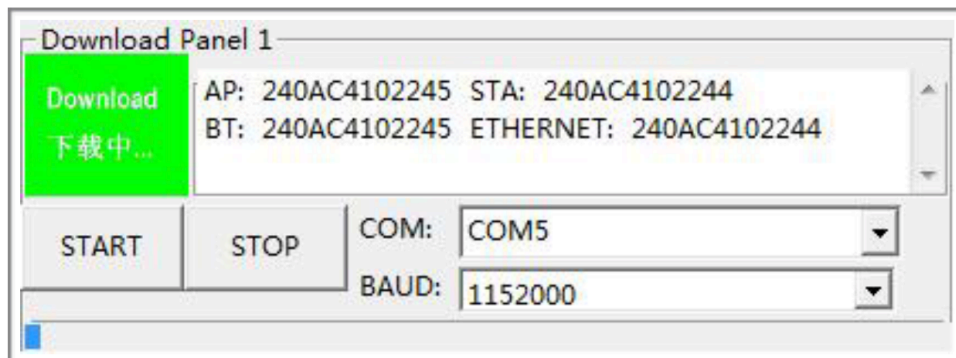 Download Panel 1
Download
下载中...
AP: 240AC4102245 STA: 240AC4102244
BT: 240AC4102245 ETHERNET: 240AC4102244
START
STOP
COM: COM5
BAUD: 1152000